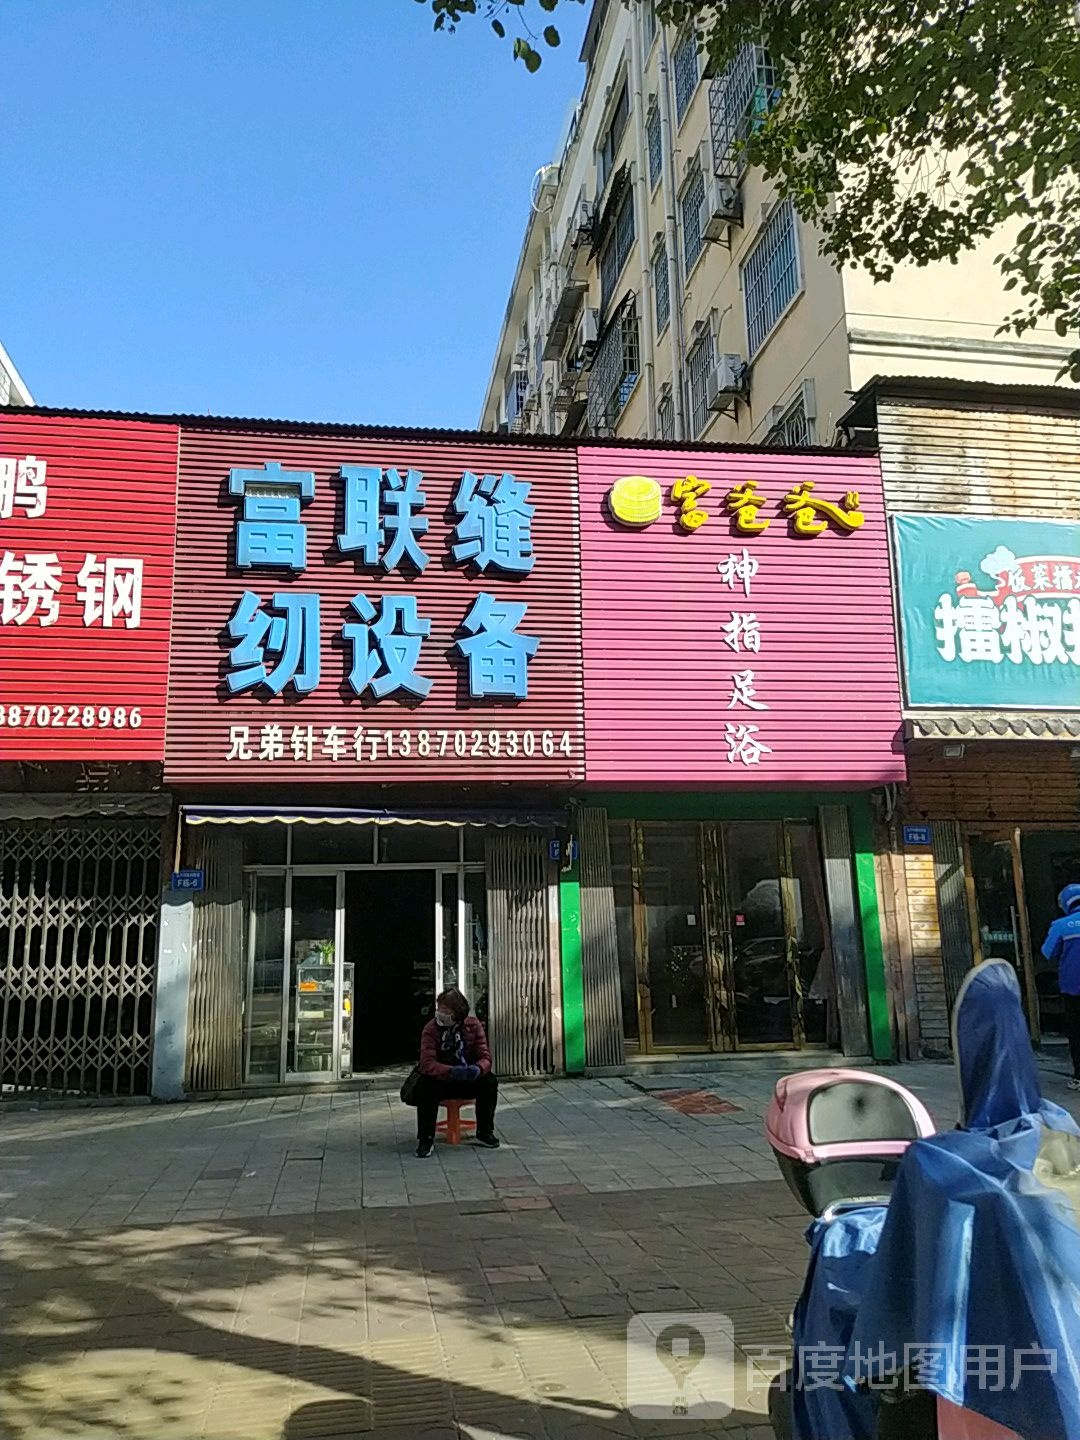 鹏
锈钢
3870228986
富联缝
纫设备
兄弟针车行13870293064
富爸爸
神指足浴
擂椒
百度地图用户